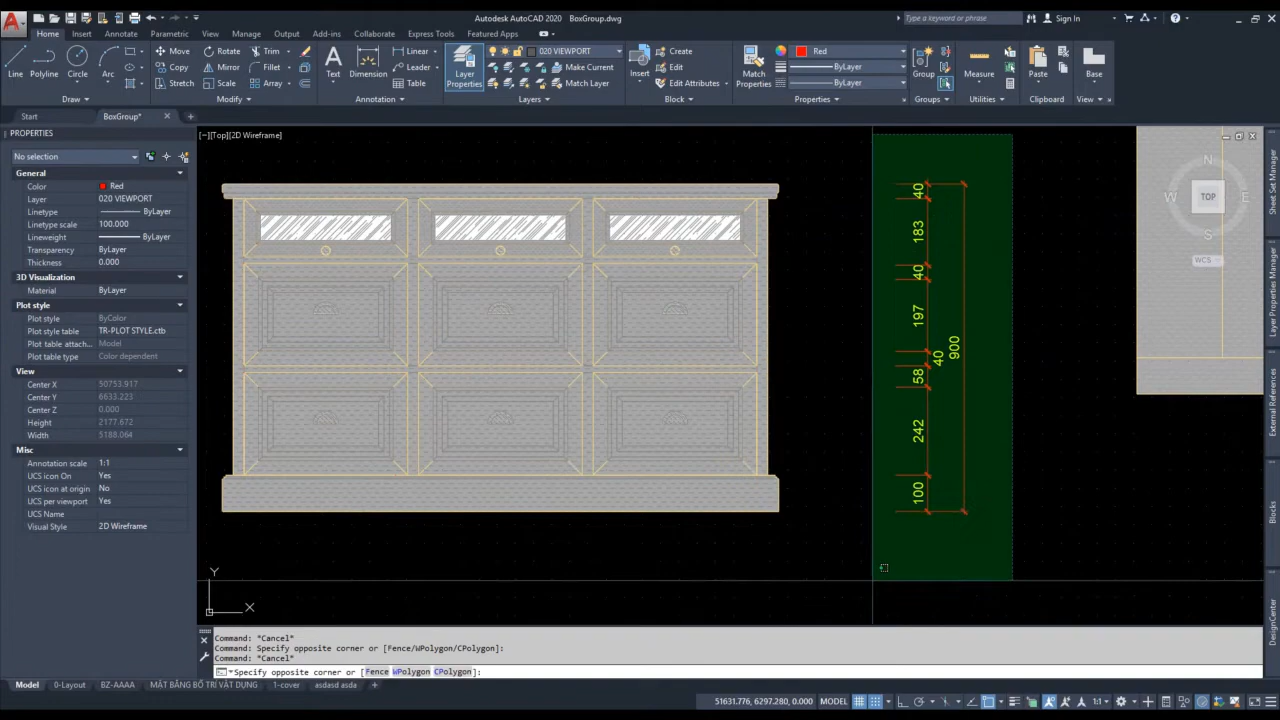 Autodesk AutoCAD 2020 BoxGroup.dwg
Type a keyword or phrase
Sign In
Home Insert Annotate Parametric View Manage Output Add-ins Collaborate Express Tools Featured Apps
Line Polyline Circle Arc
Move Rotate Trim
Copy Mirror Fillet
Stretch Scale Array
Text Dimension
Linear
Leader
Table
Layer Properties
020 VIEWPORT
Make Current
Match Layer
Insert
Create
Edit
Edit Attributes
Match Properties
Red
ByLayer
ByLayer
Group
Measure
Paste
Base
Draw Modify Annotation Layers Block Properties Groups Utilities Clipboard View
Start BoxGroup*
PROPERTIES
No selection
General
Color Red
Layer 020 VIEWPORT
Linetype ByLayer
Linetype scale 100.000
Lineweight ByLayer
Transparency ByLayer
Thickness 0.000
3D Visualization
Material ByLayer
Plot style
Plot style ByColor
Plot style table TR-PLOT STYLE.ctb
Plot table attach... Model
Plot table type Color dependent
View
Center X 50753.917
Center Y 6633.223
Center Z 0.000
Height 2177.672
Width 5188.064
Misc
Annotation scale 1:1
UCS icon On Yes
UCS icon at origin No
UCS per viewport Yes
UCS Name
Visual Style 2D Wireframe
[−][Top][2D Wireframe]
40
183
40
197
40
900
58
242
100
Y
X
N
W TOP E
S
WCS
Sheet Set Manager
Layer Properties Manager
External References
Blocks
DesignCenter
Command: *Cancel*
Command: Specify opposite corner or [Fence/WPolygon/CPolygon]:
Command: *Cancel*
Specify opposite corner or [Fence WPolygon CPolygon]:
Model 0-Layout BZ-AAAA MẶT BẰNG BỐ TRÍ VẬT DỤNG 1-cover asdasd asda
51631.776, 6297.280, 0.000 MODEL 1:1